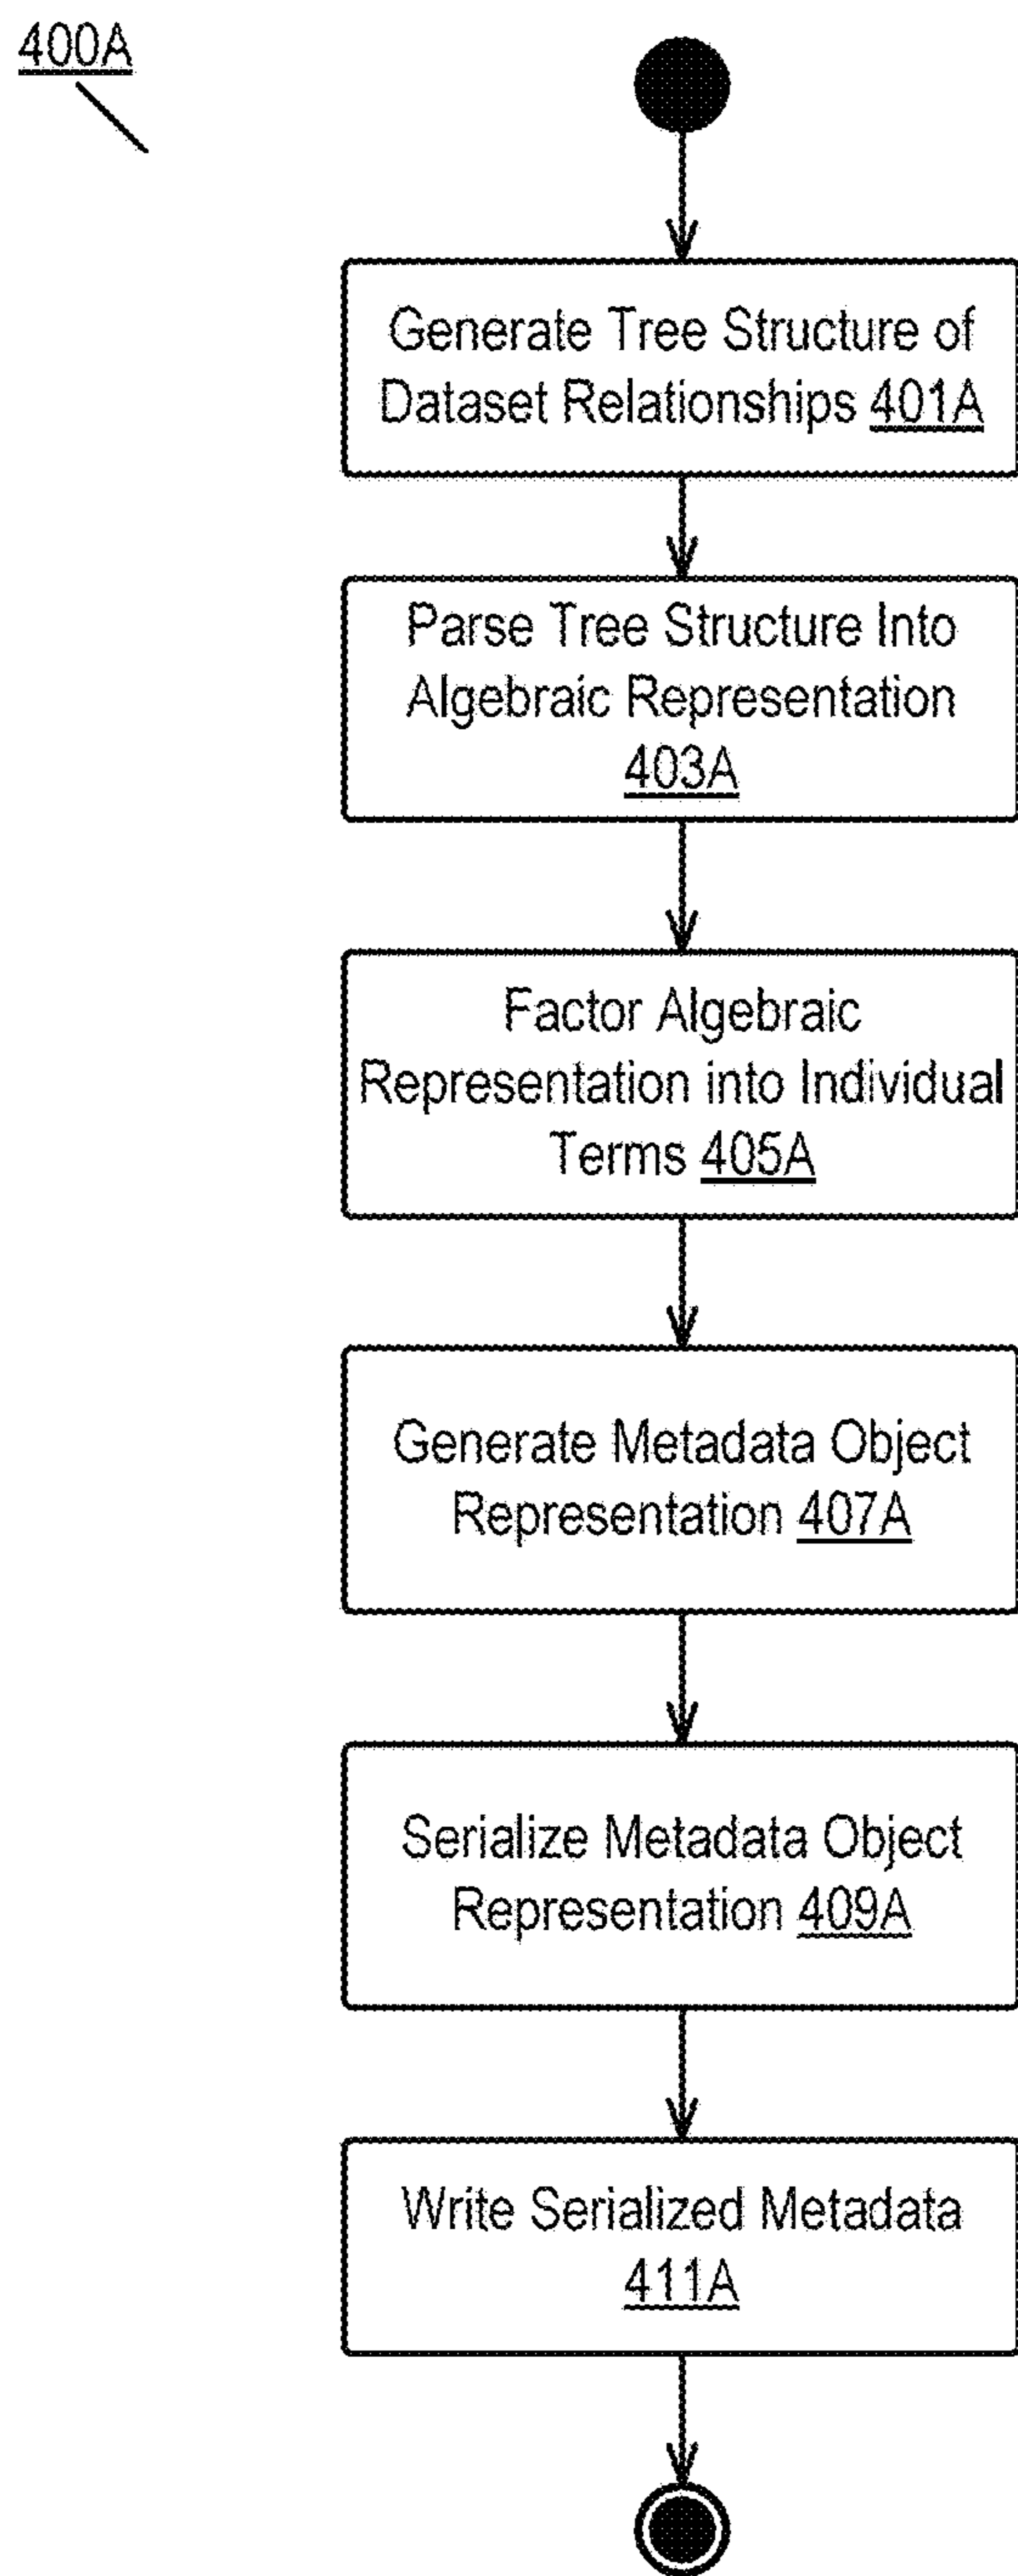 400A
Generate Tree Structure of
Dataset Relationships 401A
Parse Tree Structure Into
Algebraic Representation
403A
Factor Algebraic
Representation into Individual
Terms 405A
Generate Metadata Object
Representation 407A
Serialize Metadata Object
Representation 409A
Write Serialized Metadata
411A